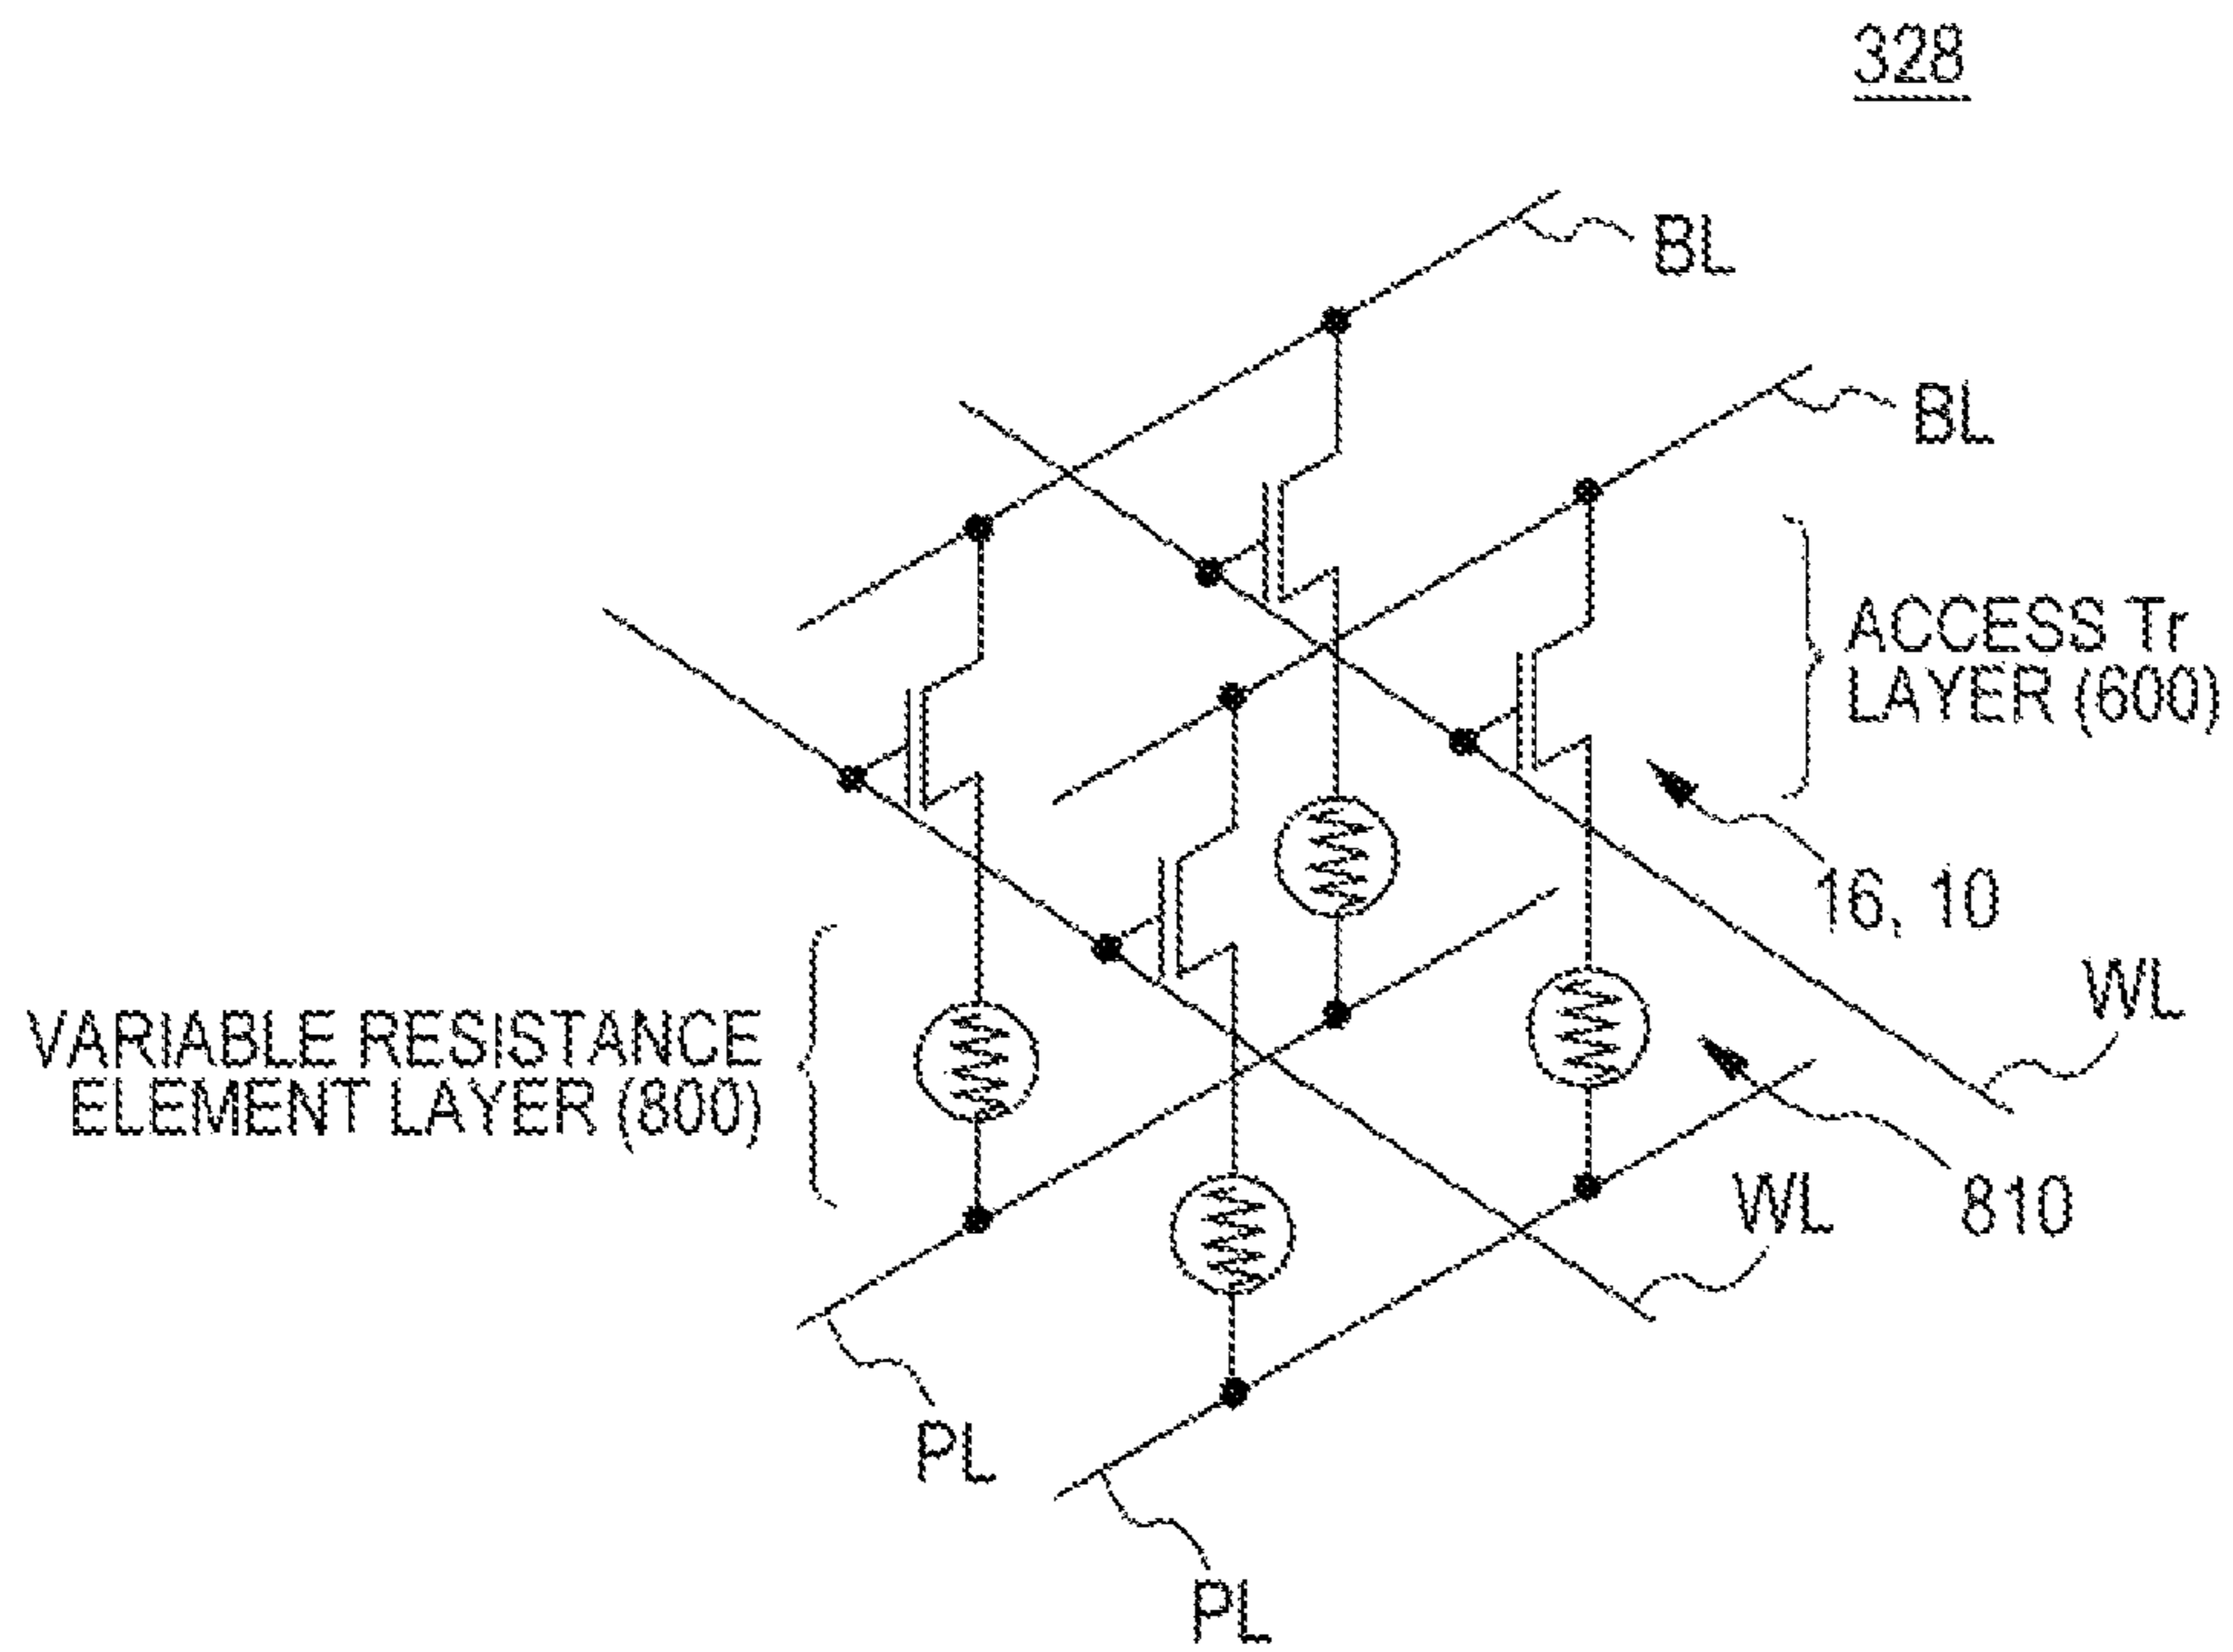 328
BL
BL
ACCESS Tr
LAYER (600)
16, 10
WL
VARIABLE RESISTANCE
ELEMENT LAYER (800)
WL
810
PL
PL